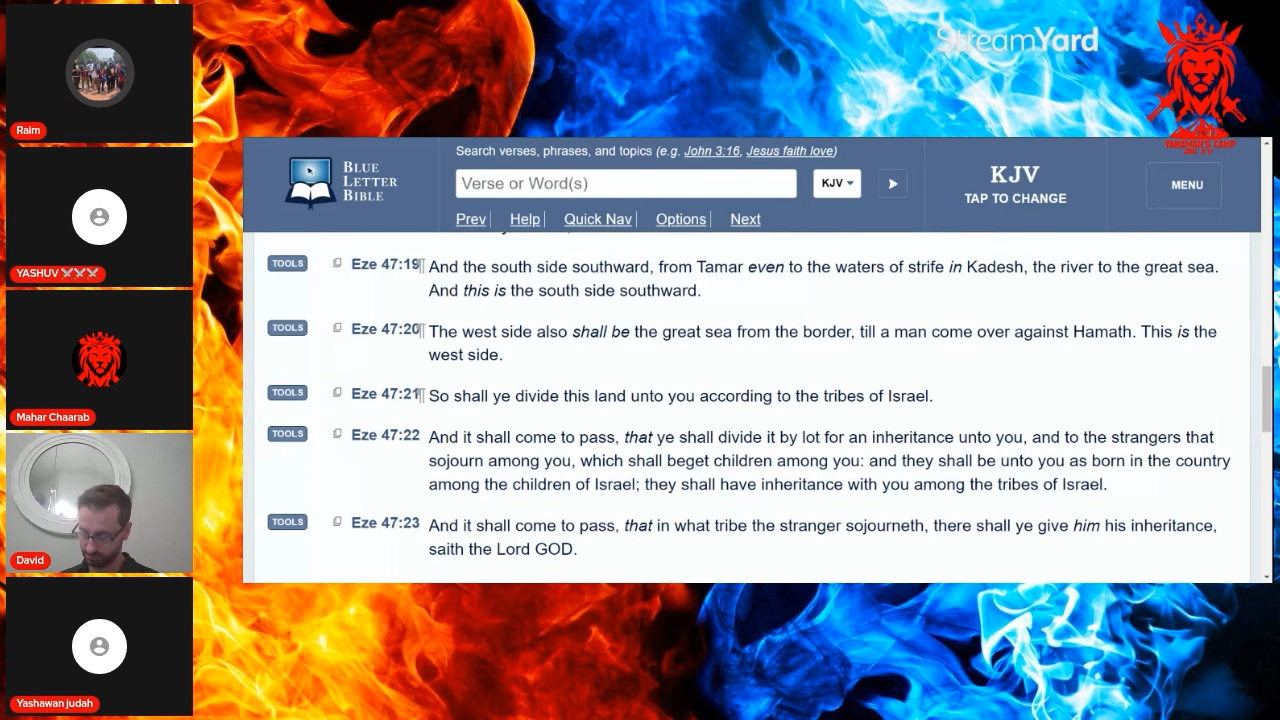 StreamYard
YAHAWAH'S CAMP
Raim
YASHUV ⚔⚔⚔
Mahar Chaarab
David
Yashawan judah
BLUE
LETTER
BIBLE
Search verses, phrases, and topics (e.g. John 3:16, Jesus faith love)
Verse or Word(s)
KJV
Prev Help Quick Nav Options Next
KJV
TAP TO CHANGE
MENU
TOOLS Eze 47:19 ¶ And the south side southward, from Tamar even to the waters of strife in Kadesh, the river to the great sea.
And this is the south side southward.
TOOLS Eze 47:20 ¶ The west side also shall be the great sea from the border, till a man come over against Hamath. This is the
west side.
TOOLS Eze 47:21 ¶ So shall ye divide this land unto you according to the tribes of Israel.
TOOLS Eze 47:22 And it shall come to pass, that ye shall divide it by lot for an inheritance unto you, and to the strangers that
sojourn among you, which shall beget children among you: and they shall be unto you as born in the country
among the children of Israel; they shall have inheritance with you among the tribes of Israel.
TOOLS Eze 47:23 And it shall come to pass, that in what tribe the stranger sojourneth, there shall ye give him his inheritance,
saith the Lord GOD.